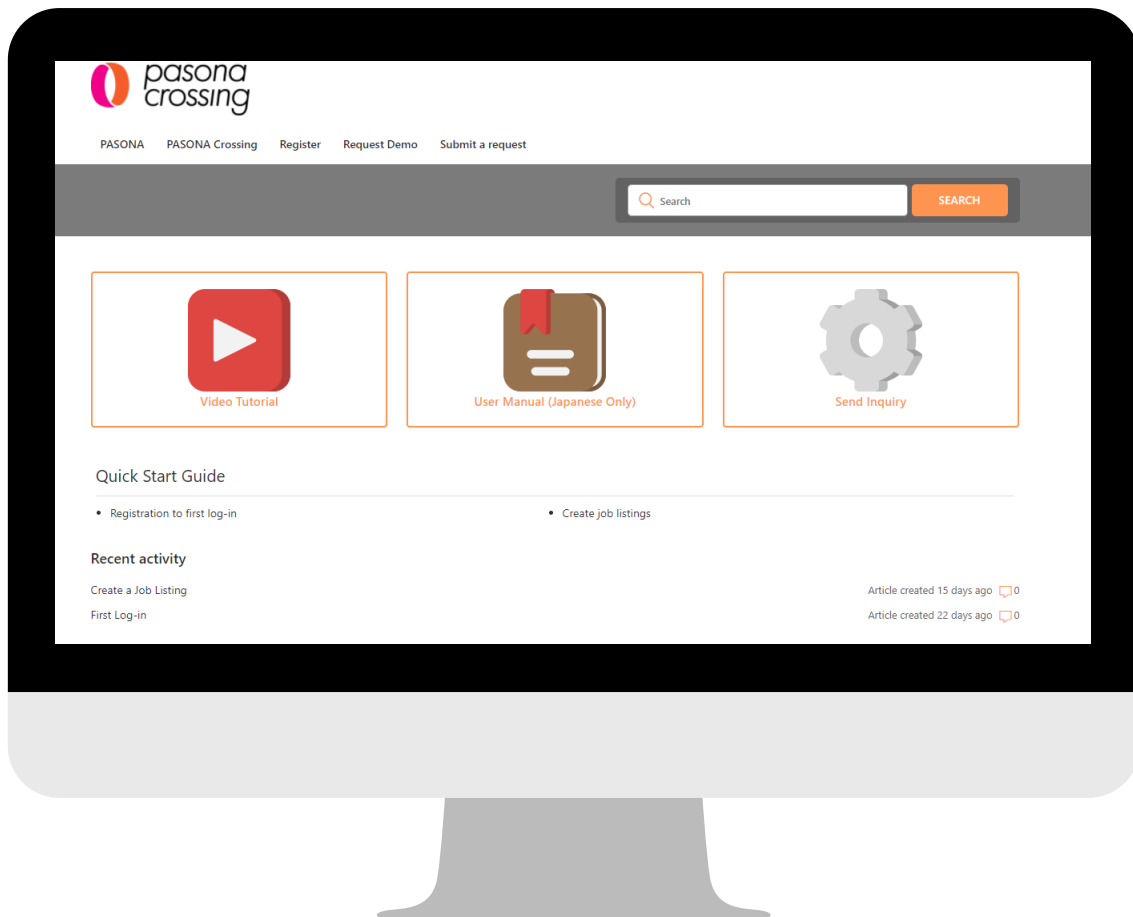 pasona
crossing
PASONA PASONA Crossing Register Request Demo Submit a request
Search SEARCH
Video Tutorial User Manual (Japanese Only) Send Inquiry
Quick Start Guide
• Registration to first log-in • Create job listings
Recent activity
Create a Job Listing Article created 15 days ago 0
First Log-in Article created 22 days ago 0